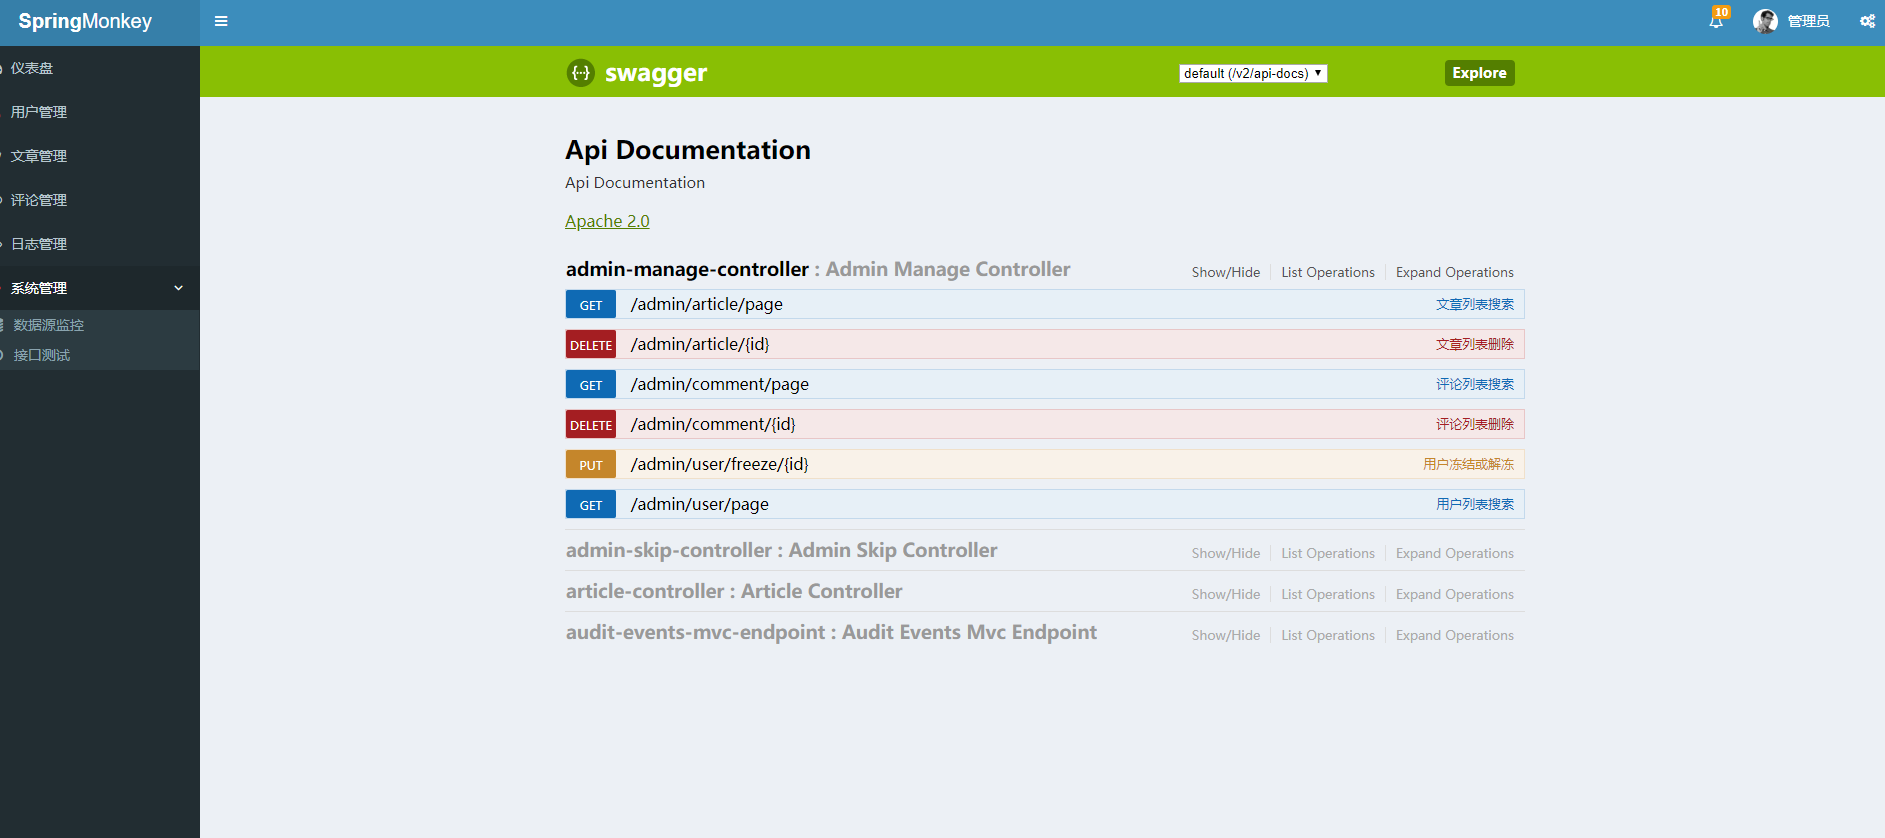 SpringMonkey
10
管理员
仪表盘
用户管理
文章管理
评论管理
日志管理
系统管理
数据源监控
接口测试
{··} swagger
default (/v2/api-docs)
Explore
Api Documentation
Api Documentation
Apache 2.0
admin-manage-controller : Admin Manage Controller Show/Hide List Operations Expand Operations
GET /admin/article/page 文章列表搜索
DELETE /admin/article/{id} 文章列表删除
GET /admin/comment/page 评论列表搜索
DELETE /admin/comment/{id} 评论列表删除
PUT /admin/user/freeze/{id} 用户冻结或解冻
GET /admin/user/page 用户列表搜索
admin-skip-controller : Admin Skip Controller Show/Hide List Operations Expand Operations
article-controller : Article Controller Show/Hide List Operations Expand Operations
audit-events-mvc-endpoint : Audit Events Mvc Endpoint Show/Hide List Operations Expand Operations